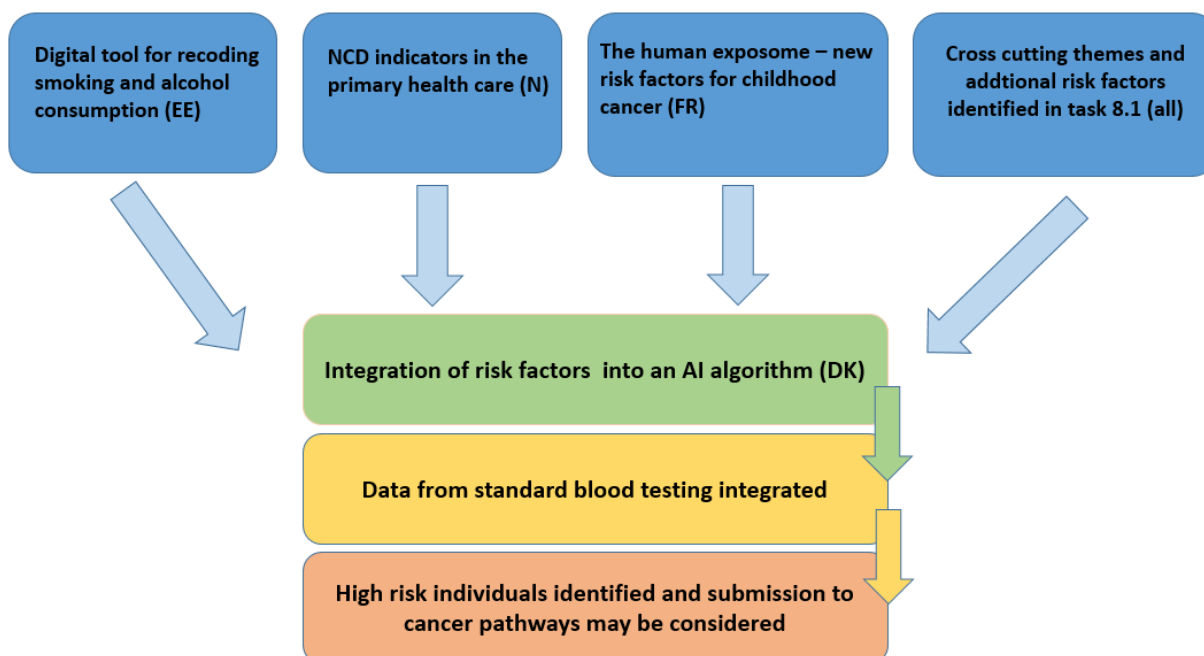 Digital tool for recoding
smoking and alcohol
consumption (EE)
NCD indicators in the
primary health care (N)
The human exposome – new
risk factors for childhood
cancer (FR)
Cross cutting themes and
addtional risk factors
identified in task 8.1 (all)
Integration of risk factors into an AI algorithm (DK)
Data from standard blood testing integrated
High risk individuals identified and submission to
cancer pathways may be considered